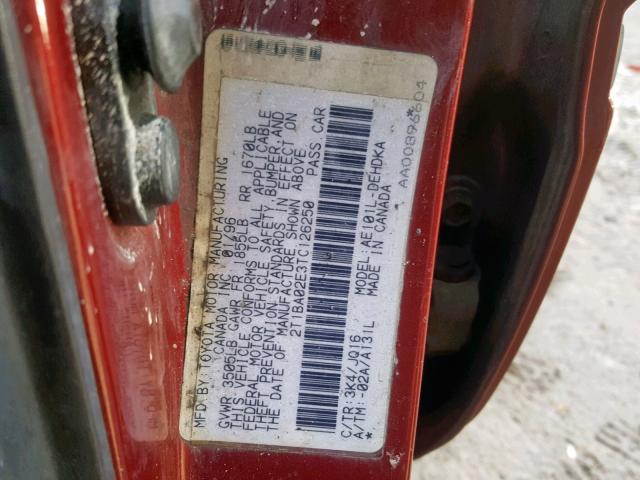 MFD. BY TOYOTA MOTOR MANUFACTURING
CANADA INC 01/96
GVWR 3505LB GAWR FR 1855LB RR 1670LB
THIS VEHICLE CONFORMS TO ALL APPLICABLE
FEDERAL MOTOR VEHICLE SAFETY, BUMPER, AND
THEFT PREVENTION STANDARDS IN EFFECT ON
THE DATE OF MANUFACTURE SHOWN ABOVE
2T1BA02E3TC126250 PASS CAR
C/TR:3K4/JQ16 MODEL:AE101L-DEHDKA
A/TM:-02A/A131L MADE IN CANADA
* AA00896604*